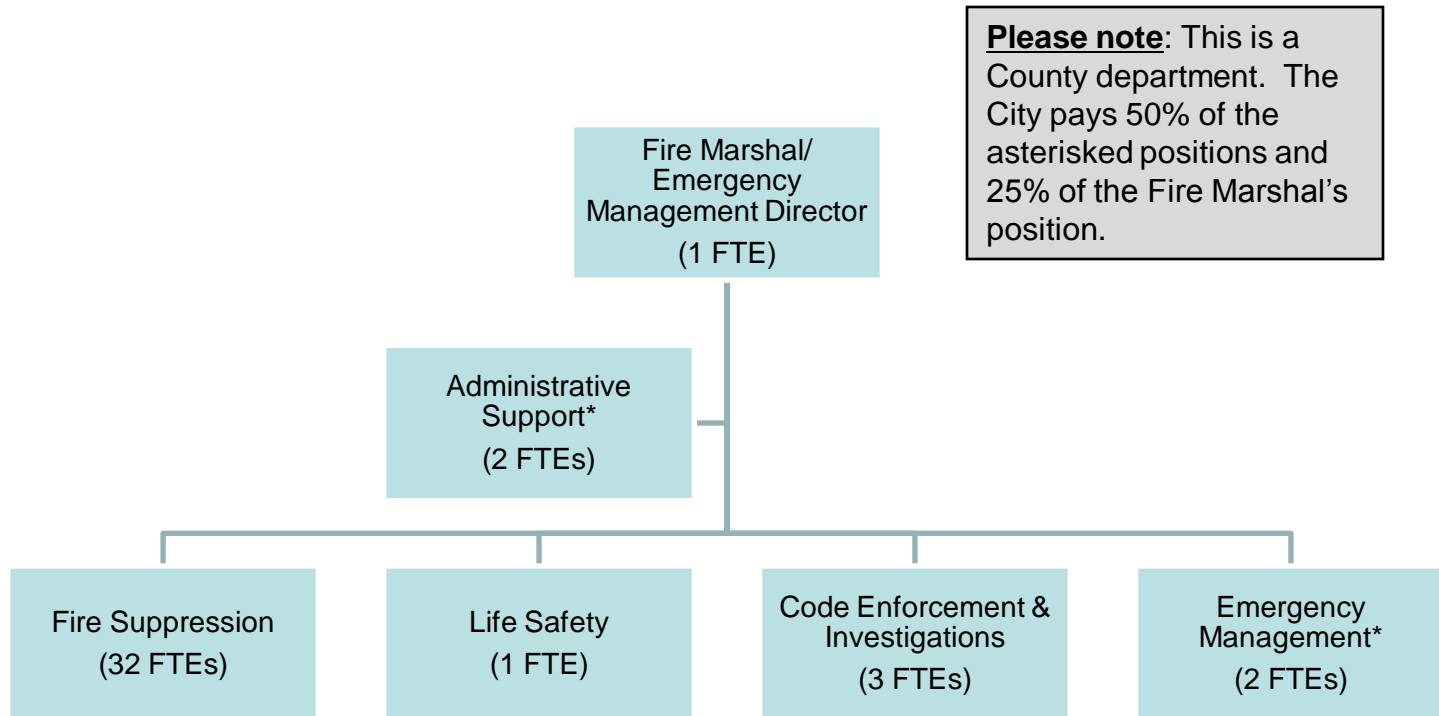 Please note: This is a
County department.  The
City pays 50% of the
asterisked positions and
25% of the Fire Marshal’s
position.
Fire Marshal/
Emergency
Management Director
(1 FTE)
Administrative
Support*
(2 FTEs)
Fire Suppression
(32 FTEs)
Life Safety
(1 FTE)
Code Enforcement &
Investigations
(3 FTEs)
Emergency
Management*
(2 FTEs)